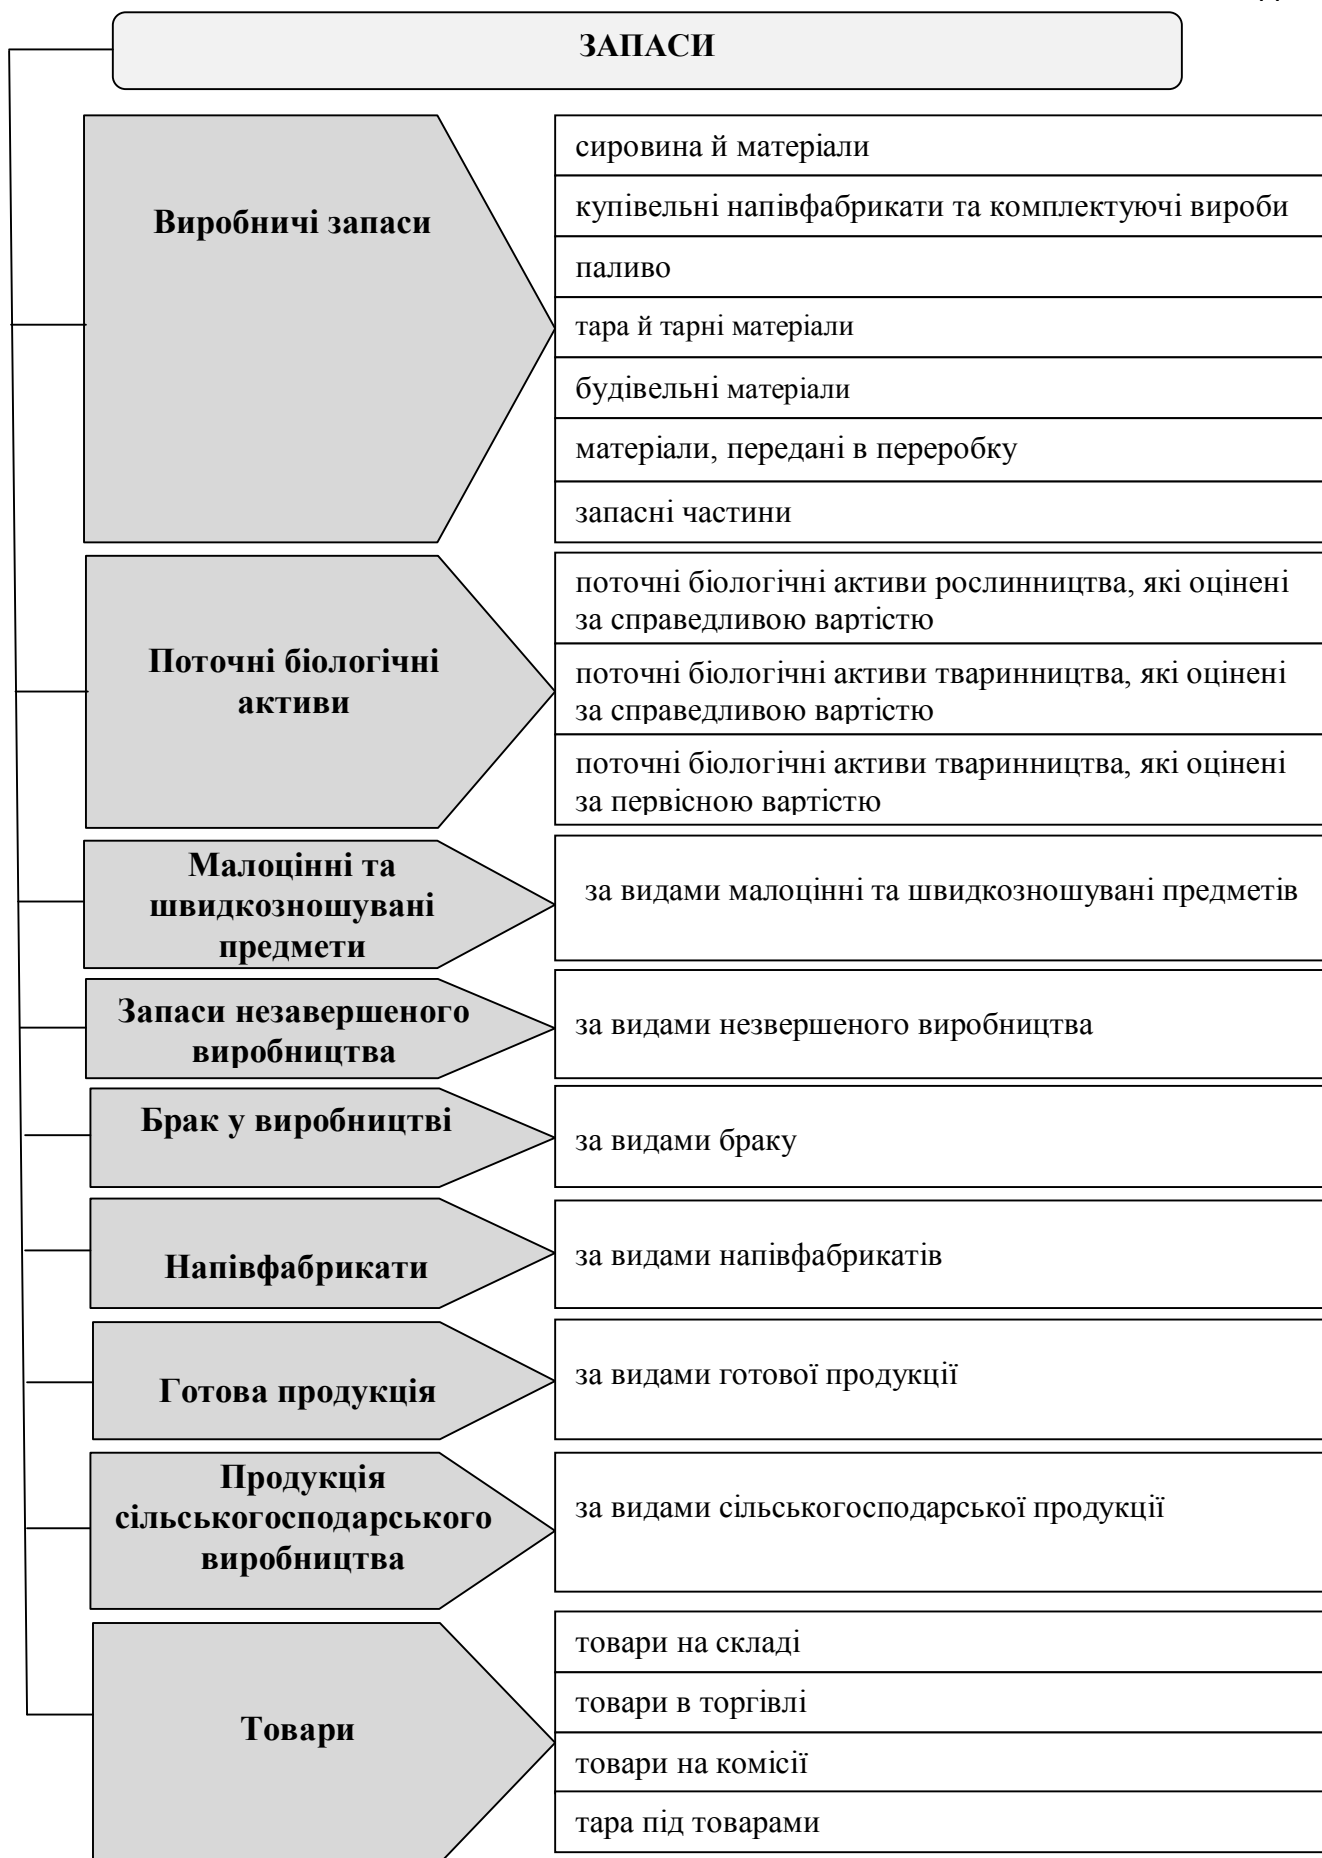 ЗАПАСИ
Виробничі запаси
сировина й матеріали
купівельні напівфабрикати та комплектуючі вироби
паливо
тара й тарні матеріали
будівельні матеріали
матеріали, передані в переробку
запасні частини
Поточні біологічні
активи
поточні біологічні активи рослинництва, які оцінені
за справедливою вартістю
поточні біологічні активи тваринництва, які оцінені
за справедливою вартістю
поточні біологічні активи тваринництва, які оцінені
за первісною вартістю
Малоцінні та
швидкозношувані
предмети
за видами малоцінні та швидкозношувані предметів
Запаси незавершеного
виробництва
за видами незвершеного виробництва
Брак у виробництві
за видами браку
Напівфабрикати
за видами напівфабрикатів
Готова продукція
за видами готової продукції
Продукція
сільськогосподарського
виробництва
за видами сільськогосподарської продукції
Товари
товари на складі
товари в торгівлі
товари на комісії
тара під товарами